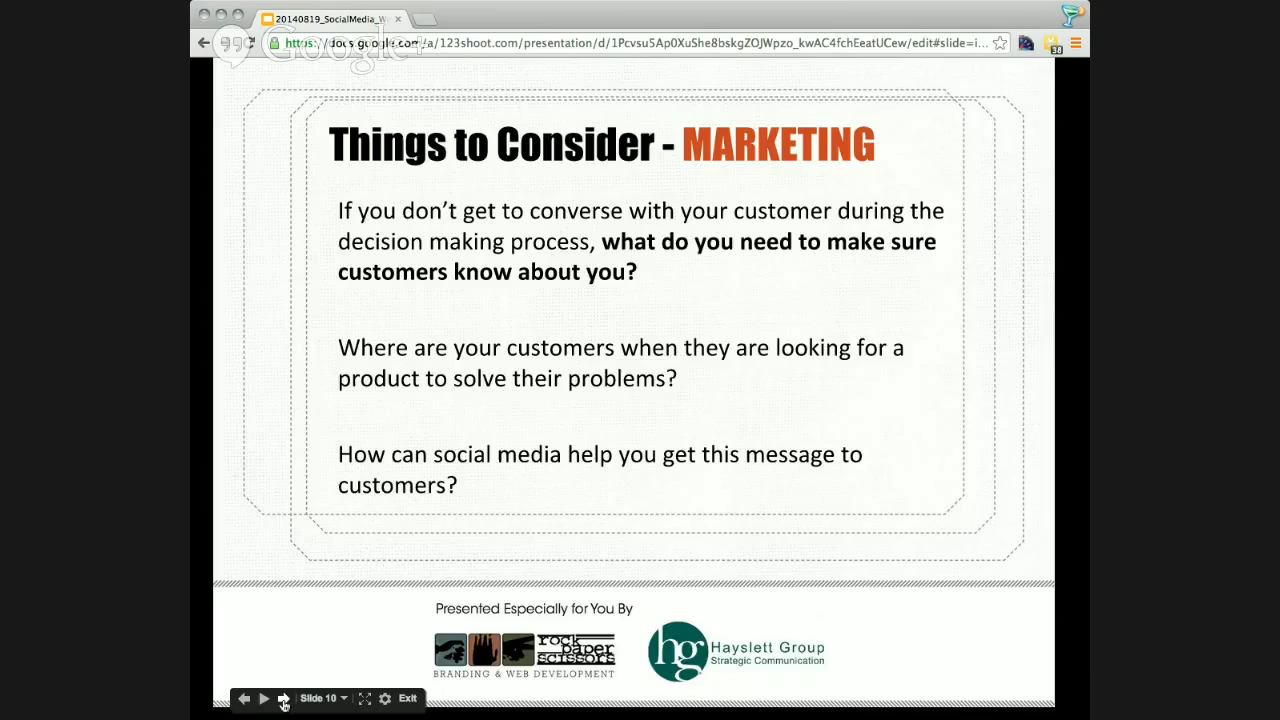 20140819_SocialMedia_W
Google+
https://docs.google.com/a/123shoot.com/presentation/d/1Pcvsu5Ap0XuShe8bskgZOJWpzo_kwAC4fchEeatUCew/edit#slide=i...
38
Things to Consider - MARKETING
If you don’t get to converse with your customer during the
decision making process, what do you need to make sure
customers know about you?
Where are your customers when they are looking for a
product to solve their problems?
How can social media help you get this message to
customers?
Presented Especially for You By
rock
paper
scissors
BRANDING & WEB DEVELOPMENT
hg
Hayslett Group
Strategic Communication
Slide 10
Exit